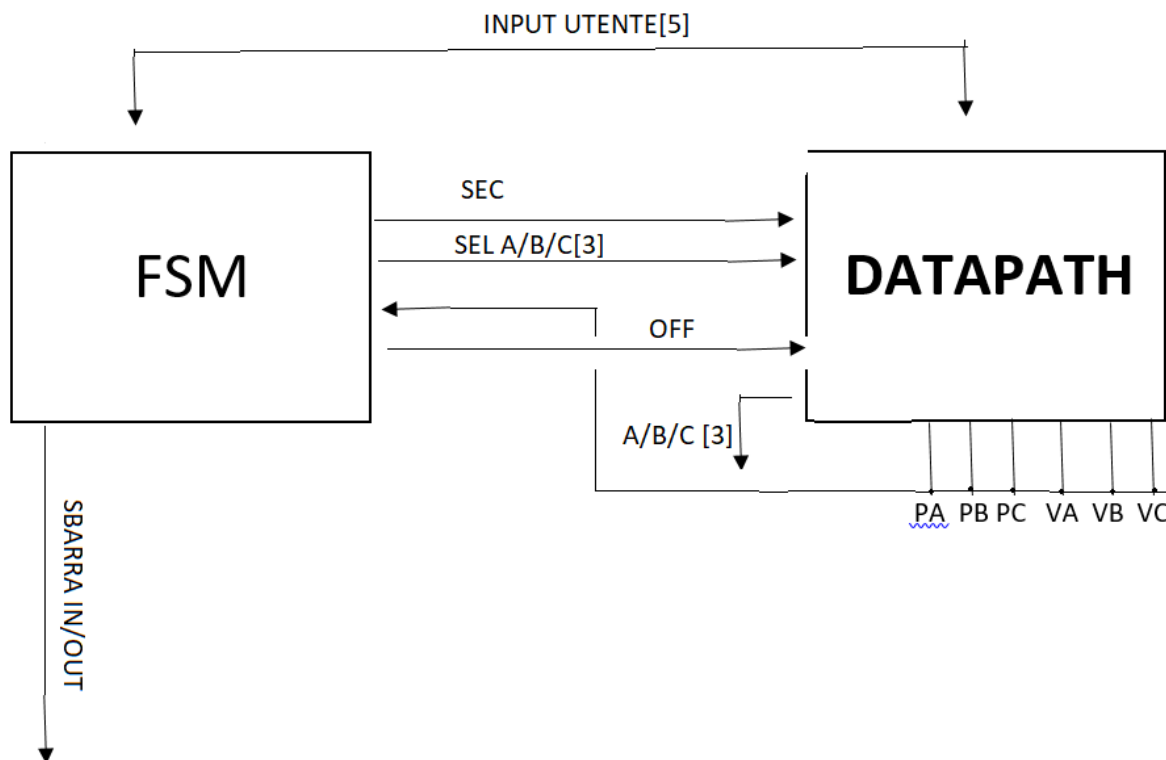 INPUT UTENTE[5]
SEC
SEL A/B/C[3]
FSM
DATAPATH
OFF
A/B/C [3]
PA PB PC VA VB VC
SBARRA IN/OUT